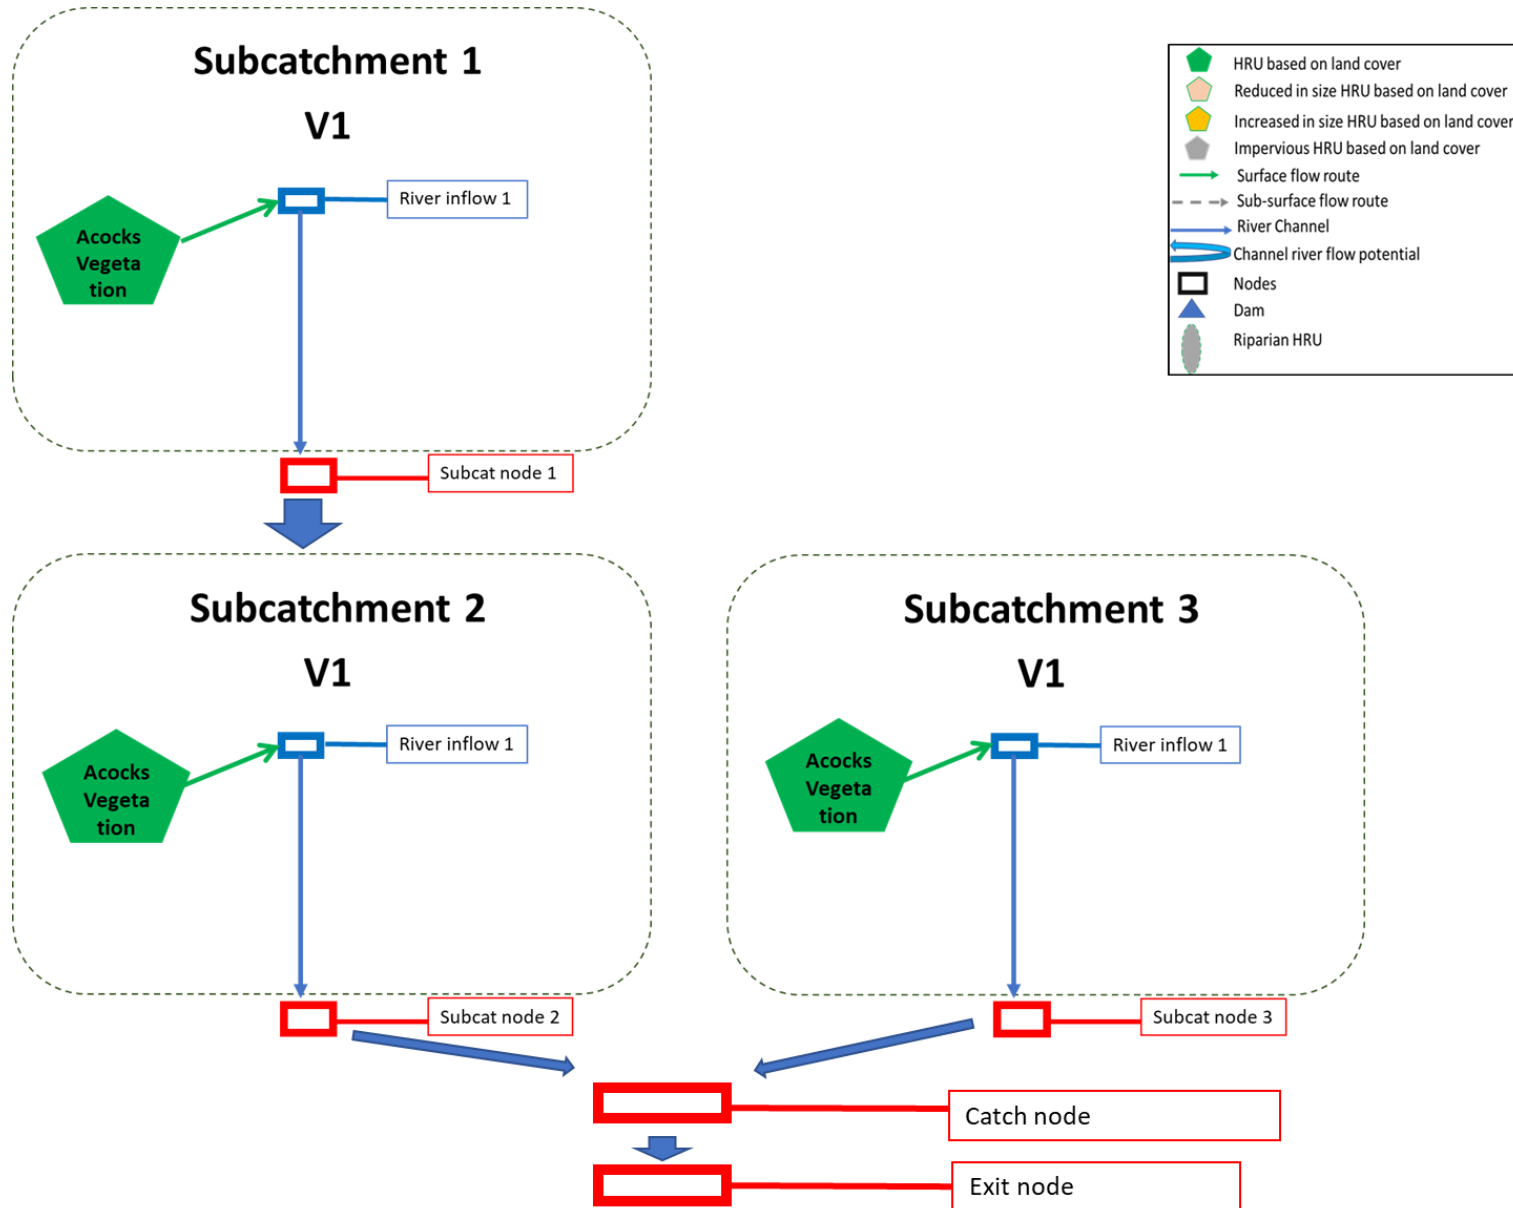 Subcatchment 1
V1
River inflow 1
Acocks
Vegeta
tion
Subcat node 1
HRU based on land cover
Reduced in size HRU based on land cover
Increased in size HRU based on land cover
Impervious HRU based on land cover
Surface flow route
Sub-surface flow route
River Channel
Channel river flow potential
Nodes
Dam
Riparian HRU
Subcatchment 2
V1
River inflow 1
Acocks
Vegeta
tion
Subcat node 2
Subcatchment 3
V1
River inflow 1
Acocks
Vegeta
tion
Subcat node 3
Catch node
Exit node